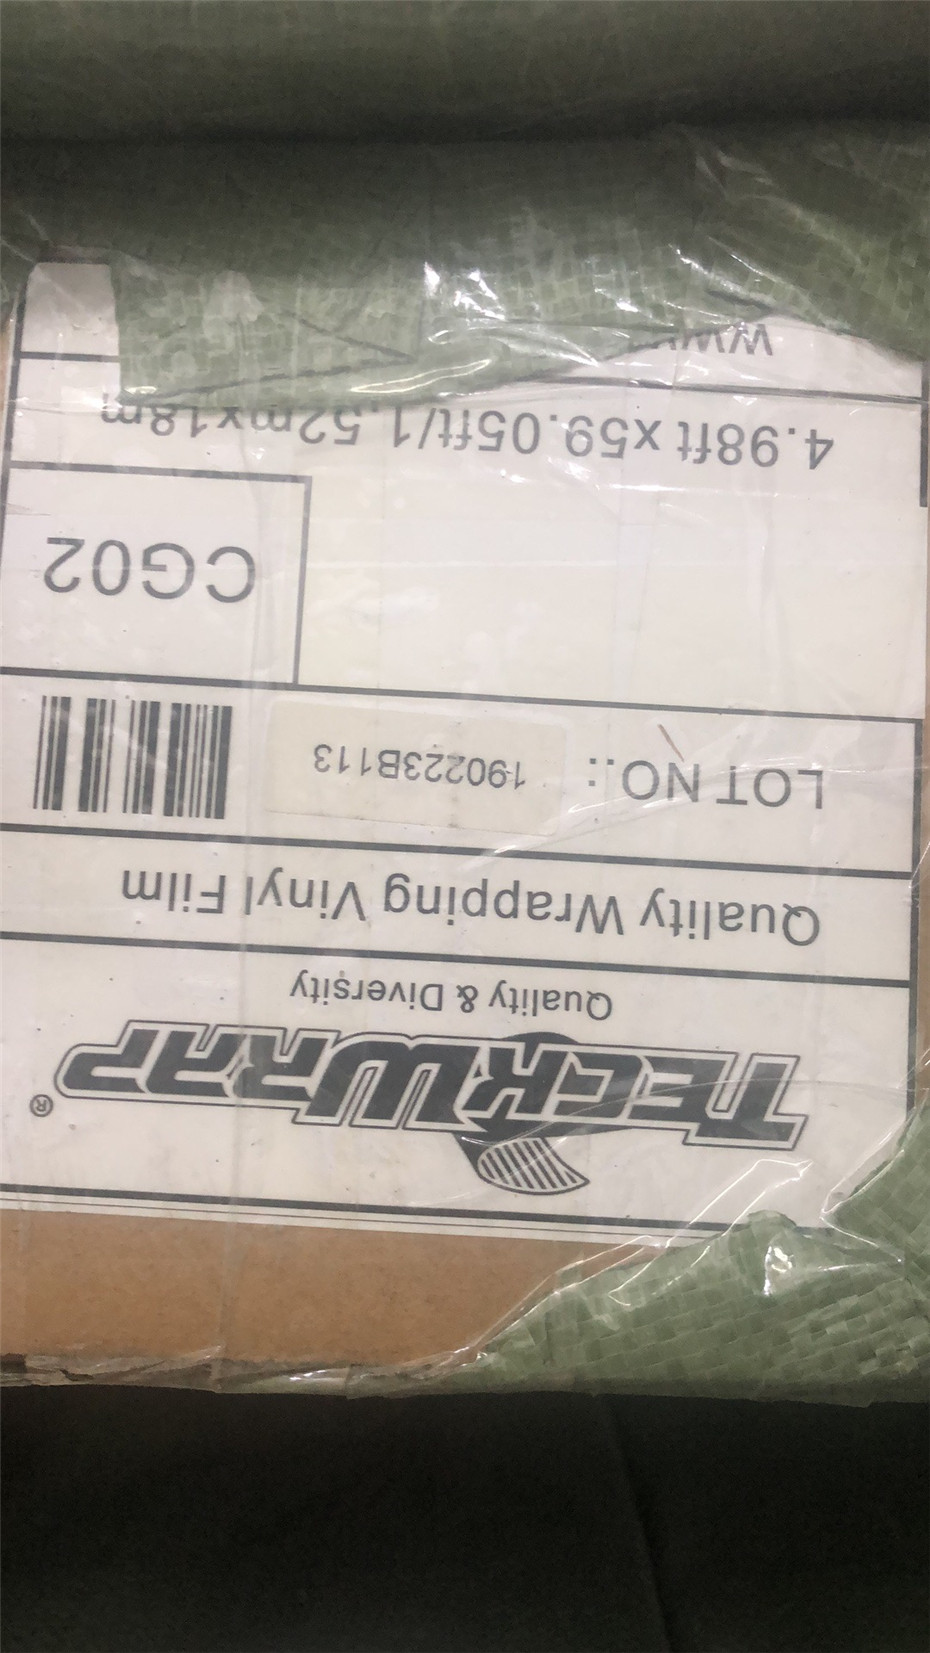 TECKWRAP®
Quality & Diversity
Quality Wrapping Vinyl Film
LOT NO.: 190223B113
CG02
4.98ft x59.05ft/1.52mx18m